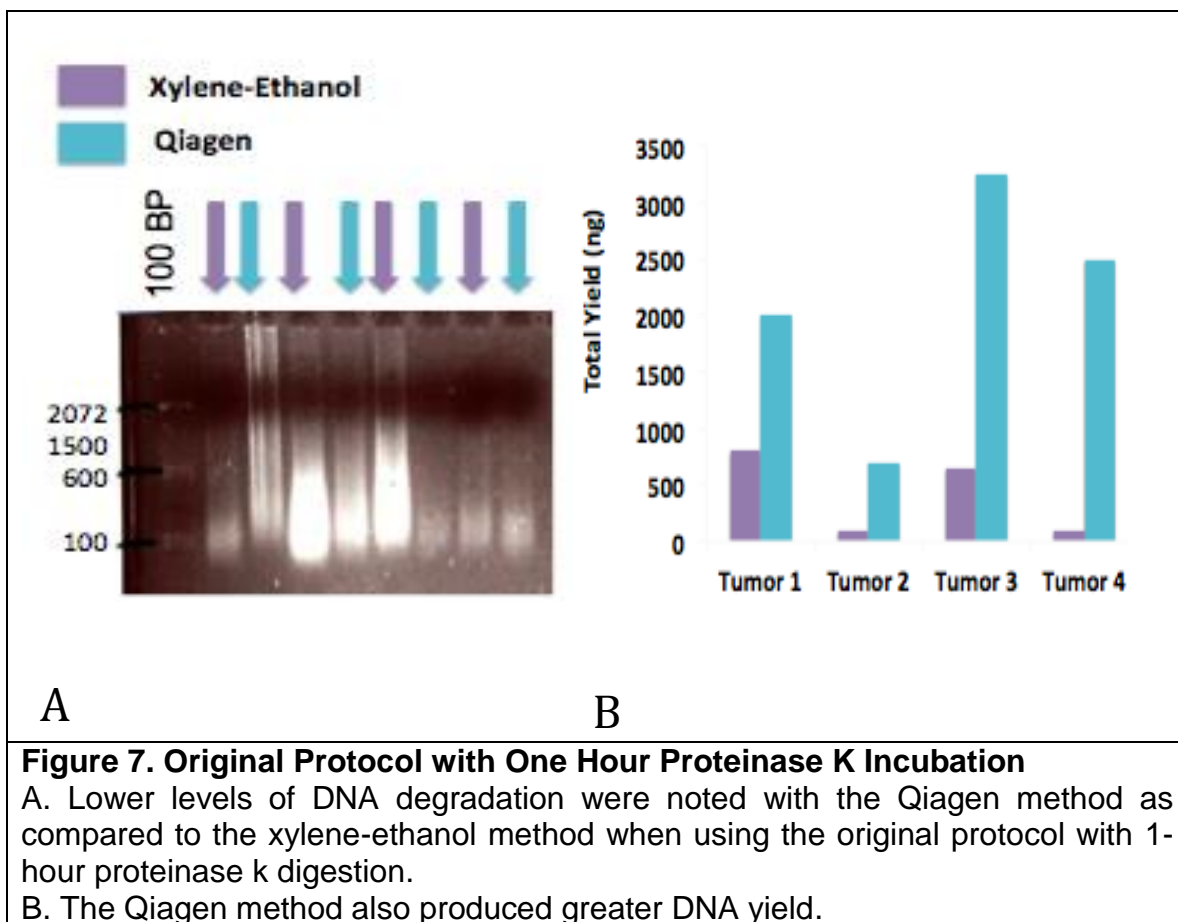 Xylene-Ethanol
Qiagen
100 BP
2072
1500
600
100
Total Yield (ng)
3500
3000
2500
2000
1500
1000
500
0
Tumor 1 Tumor 2 Tumor 3 Tumor 4
A
B
Figure 7. Original Protocol with One Hour Proteinase K Incubation
A. Lower levels of DNA degradation were noted with the Qiagen method as
compared to the xylene-ethanol method when using the original protocol with 1-
hour proteinase k digestion.
B. The Qiagen method also produced greater DNA yield.